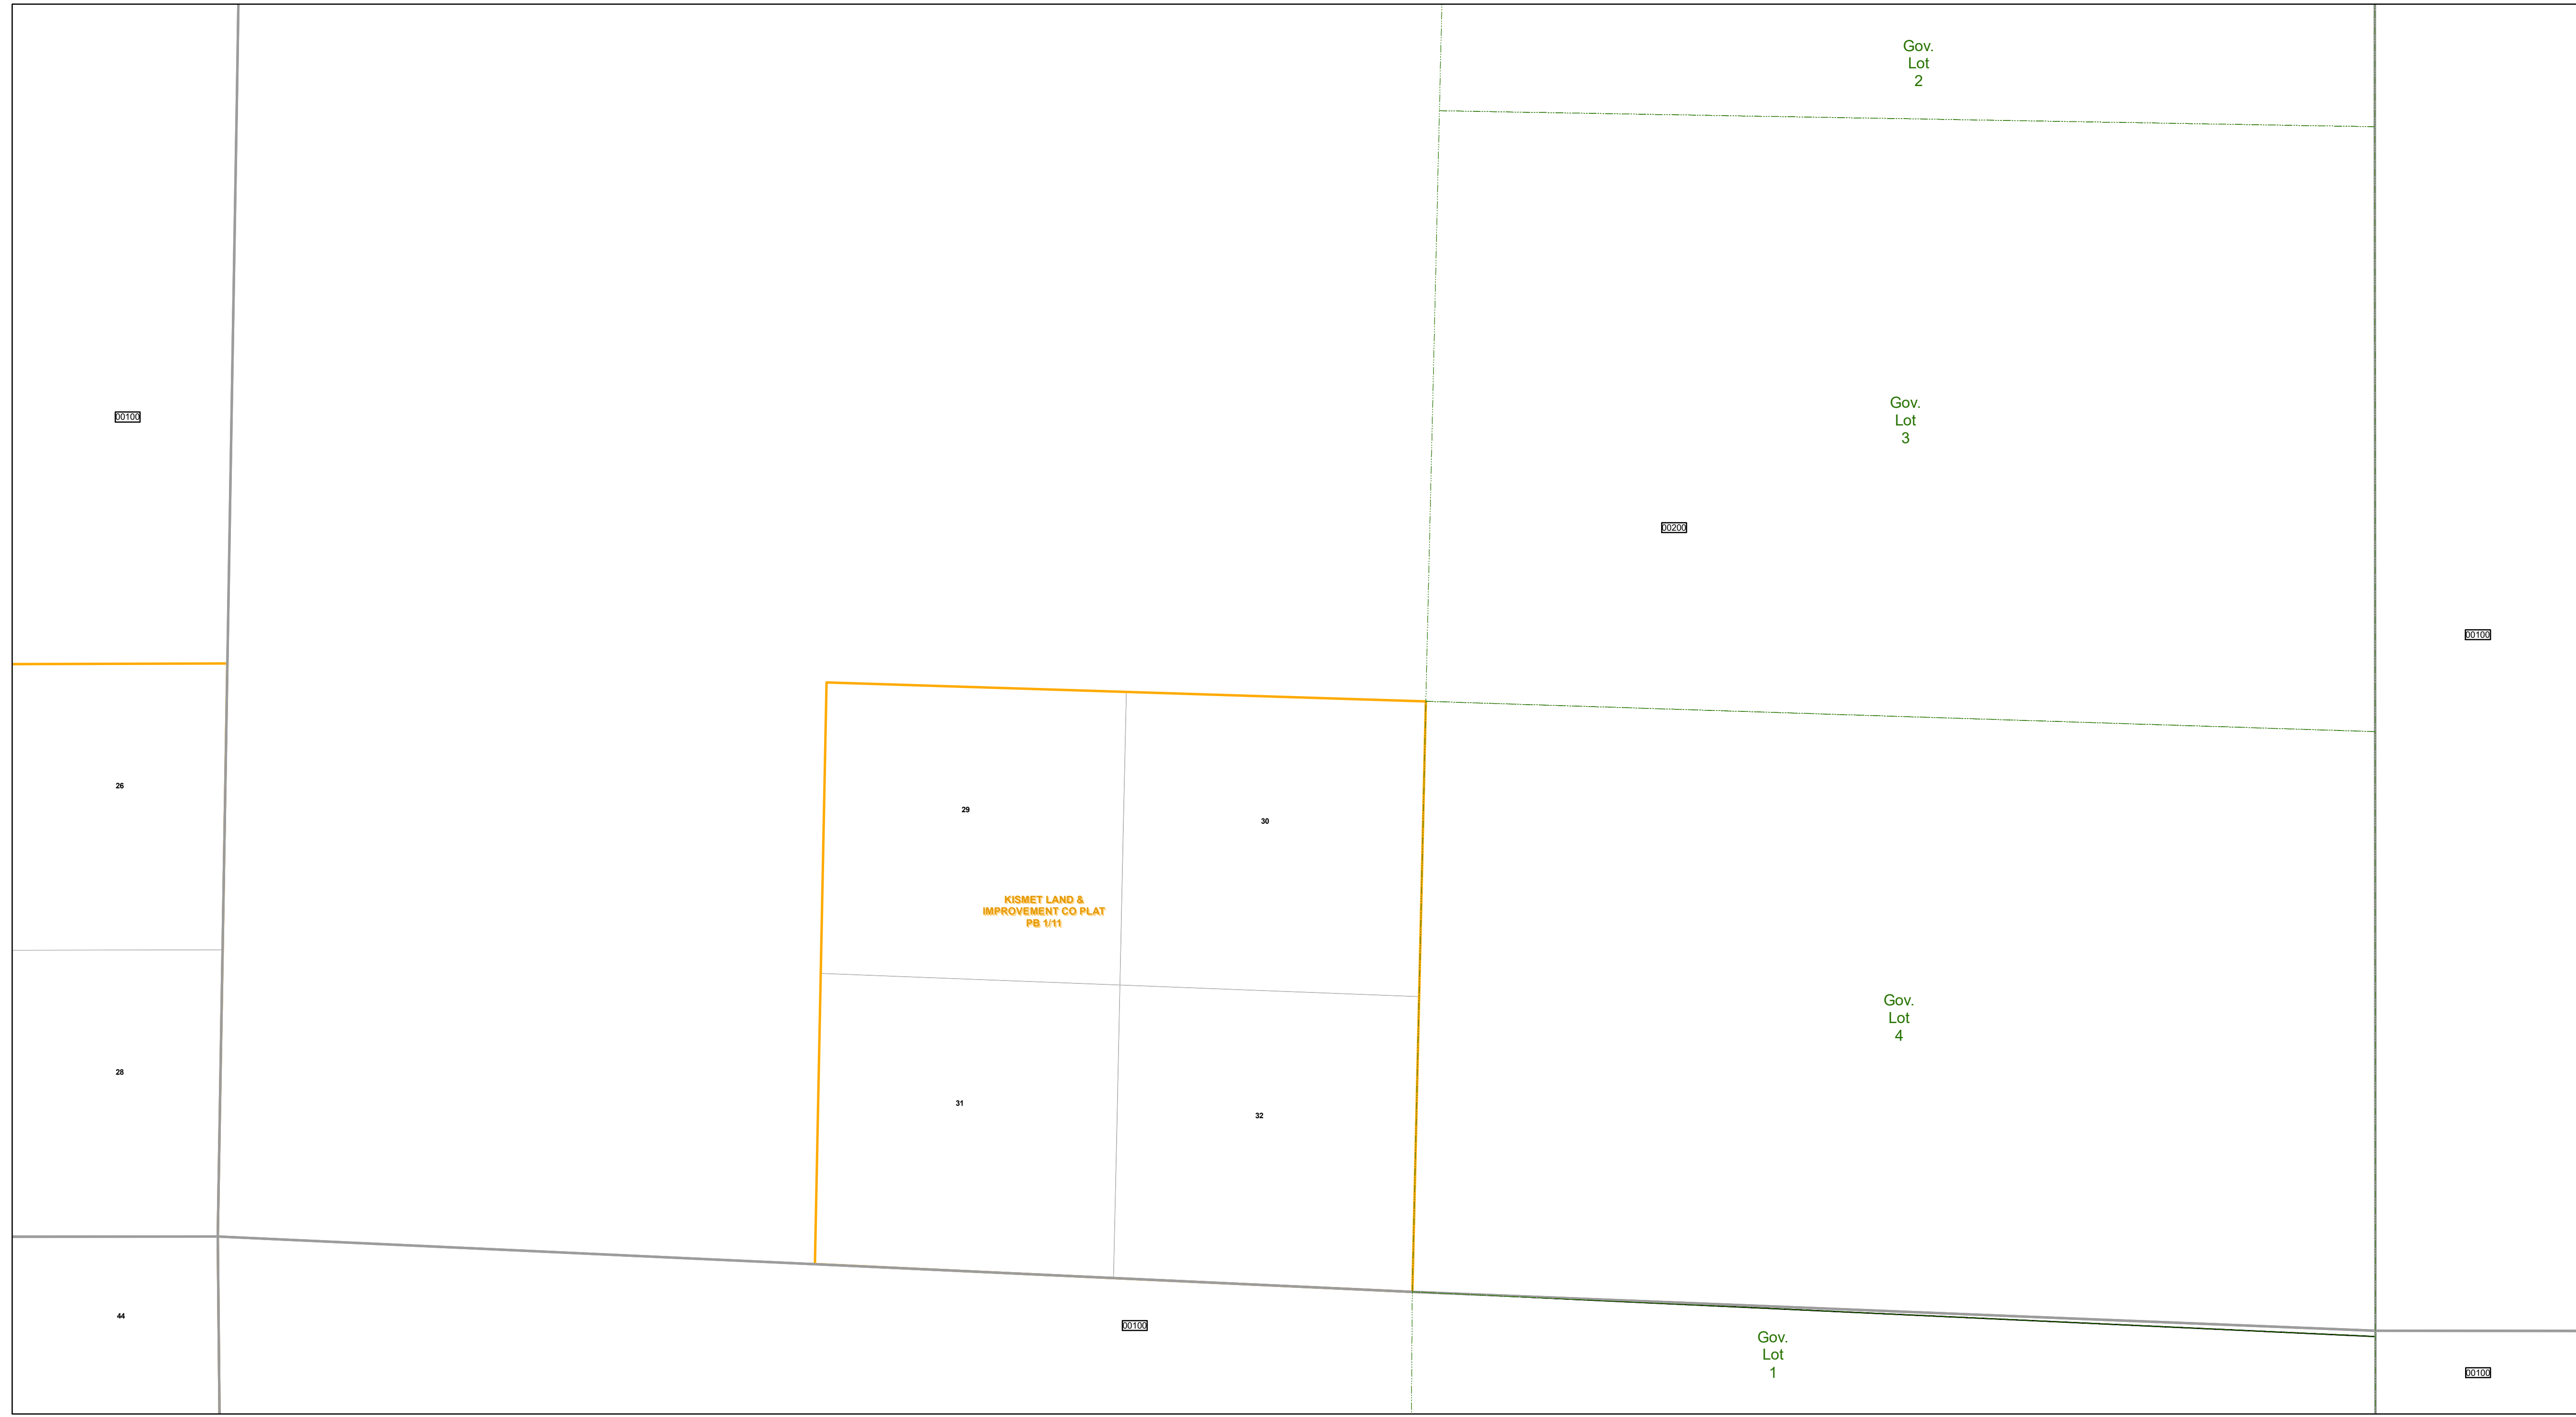 Gov.
Lot
2
00100
Gov.
Lot
3
00200
00100
26
29
30
KISMET LAND &
IMPROVEMENT CO PLAT
PB 1/11
Gov.
Lot
4
28
31
32
44
00100
Gov.
Lot
1
00100